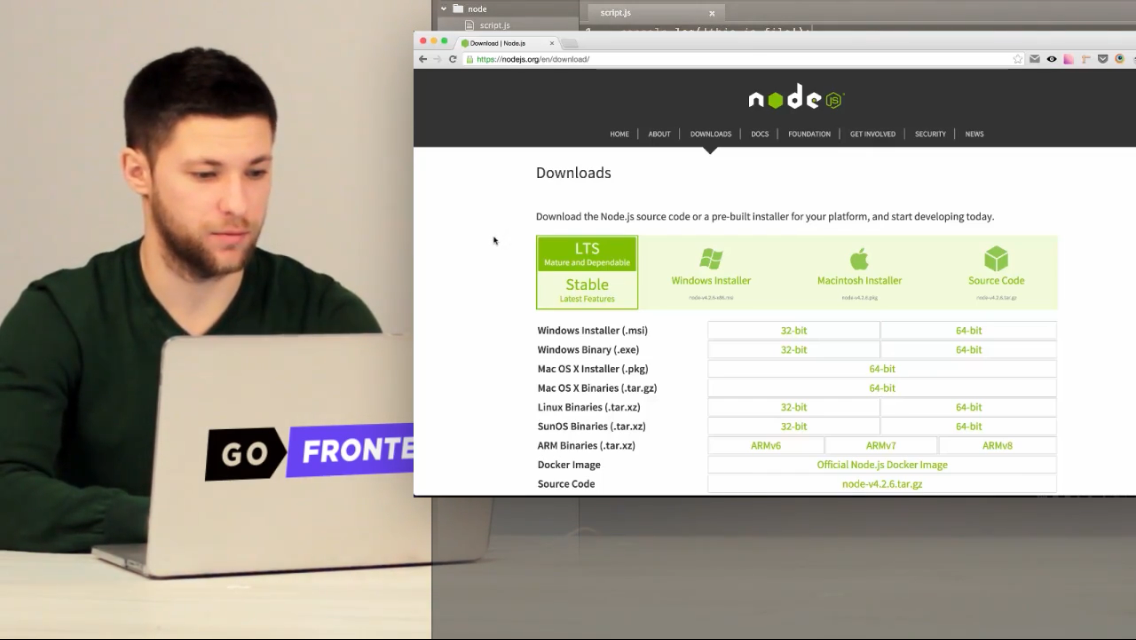 node
script.js
script.js
Download | Node.js
https://nodejs.org/en/download/
node
JS
HOME
ABOUT
DOWNLOADS
DOCS
FOUNDATION
GET INVOLVED
SECURITY
NEWS
Downloads
Download the Node.js source code or a pre-built installer for your platform, and start developing today.
LTS
Mature and Dependable
Stable
Latest Features
Windows Installer
Macintosh Installer
node-v4.2.6.pkg
Source Code
node-v4.2.6.tar.gz
Windows Installer (.msi) 32-bit 64-bit
Windows Binary (.exe) 32-bit 64-bit
Mac OS X Installer (.pkg) 64-bit
Mac OS X Binaries (.tar.gz) 64-bit
Linux Binaries (.tar.xz) 32-bit 64-bit
SunOS Binaries (.tar.xz) 32-bit 64-bit
ARM Binaries (.tar.xz) ARMv6 ARMv7 ARMv8
Docker Image Official Node.js Docker Image
Source Code node-v4.2.6.tar.gz
GO FRONTE